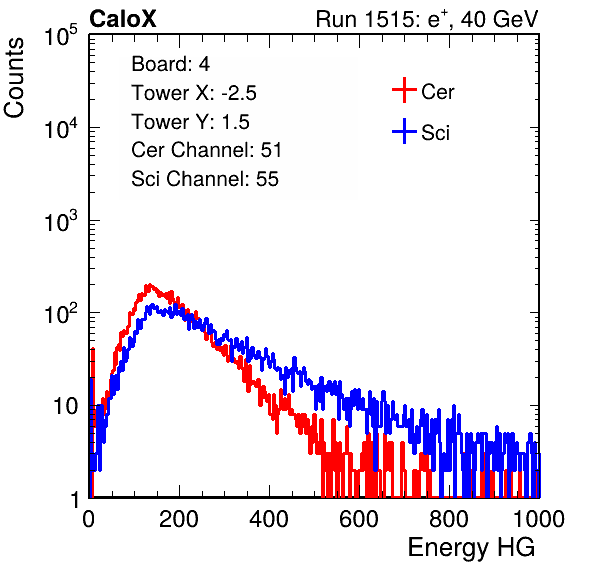 CaloX Run 1515: e⁺, 40 GeV
Counts
10⁵
10⁴
10³
10²
10
1
Board: 4
Tower X: -2.5
Tower Y: 1.5
Cer Channel: 51
Sci Channel: 55
Cer
Sci
0 200 400 600 800 1000
Energy HG